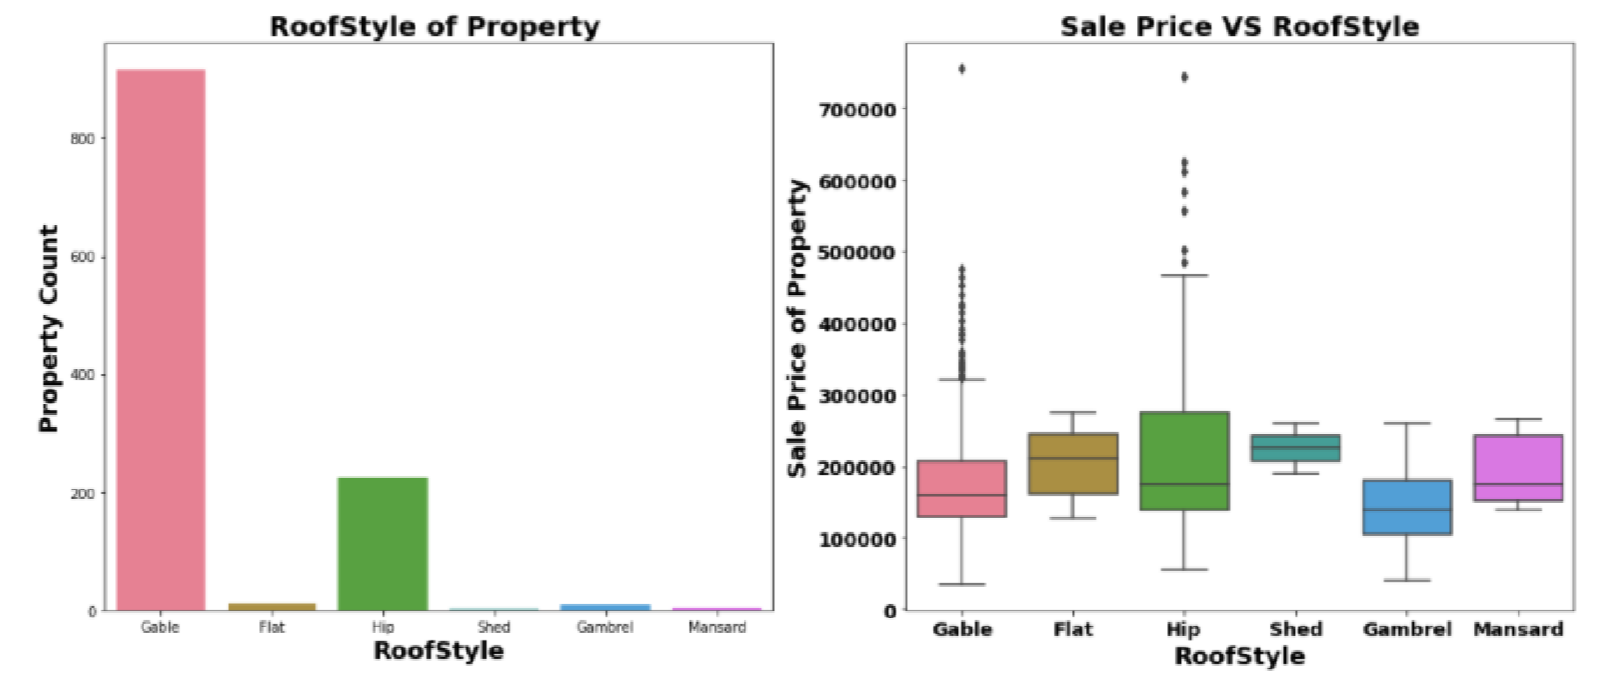 RoofStyle of Property
800
600
400
200
0
Property Count
Gable Flat Hip Shed Gambrel Mansard
RoofStyle
Sale Price VS RoofStyle
700000
600000
500000
400000
300000
200000
100000
0
Sale Price of Property
Gable Flat Hip Shed Gambrel Mansard
RoofStyle